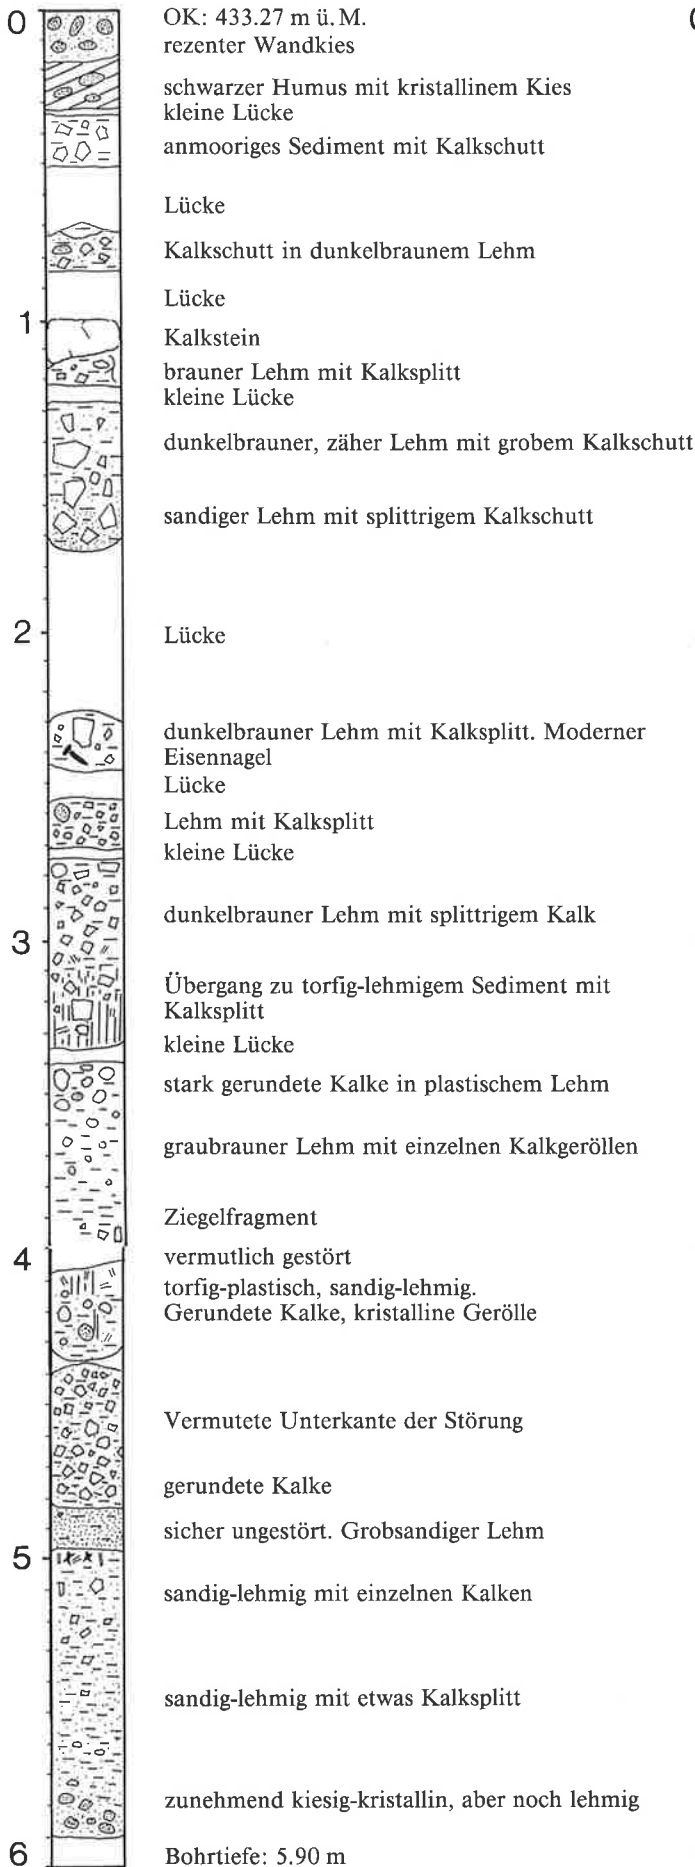 0
OK: 433.27 m ü. M.
rezenter Wandkies
schwarzer Humus mit kristallinem Kies
kleine Lücke
anmooriges Sediment mit Kalkschutt
Lücke
Kalkschutt in dunkelbraunem Lehm
Lücke
1
Kalkstein
brauner Lehm mit Kalksplitt
kleine Lücke
dunkelbrauner, zäher Lehm mit grobem Kalkschutt
sandiger Lehm mit splittrigem Kalkschutt
2
Lücke
dunkelbrauner Lehm mit Kalksplitt. Moderner
Eisennagel
Lücke
Lehm mit Kalksplitt
kleine Lücke
dunkelbrauner Lehm mit splittrigem Kalk
3
Übergang zu torfig-lehmigem Sediment mit
Kalksplitt
kleine Lücke
stark gerundete Kalke in plastischem Lehm
graubrauner Lehm mit einzelnen Kalkgeröllen
Ziegelfragment
4
vermutlich gestört
torfig-plastisch, sandig-lehmig.
Gerundete Kalke, kristalline Gerölle
Vermutete Unterkante der Störung
gerundete Kalke
sicher ungestört. Grobsandiger Lehm
5
sandig-lehmig mit einzelnen Kalken
sandig-lehmig mit etwas Kalksplitt
zunehmend kiesig-kristallin, aber noch lehmig
6
Bohrtiefe: 5.90 m